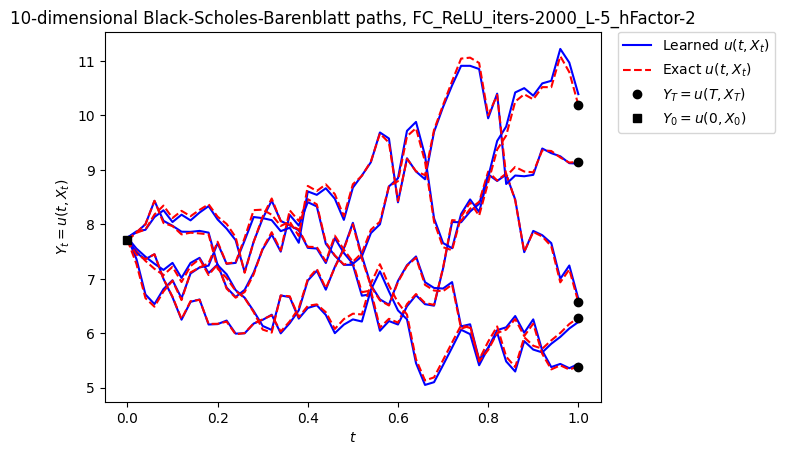 10-dimensional Black-Scholes-Barenblatt paths, FC_ReLU_iters-2000_L-5_hFactor-2
Learned u(t, X_t)
Exact u(t, X_t)
Y_T = u(T, X_T)
Y_0 = u(0, X_0)
Y_t = u(t, X_t)
11
10
9
8
7
6
5
0.0 0.2 0.4 0.6 0.8 1.0
t